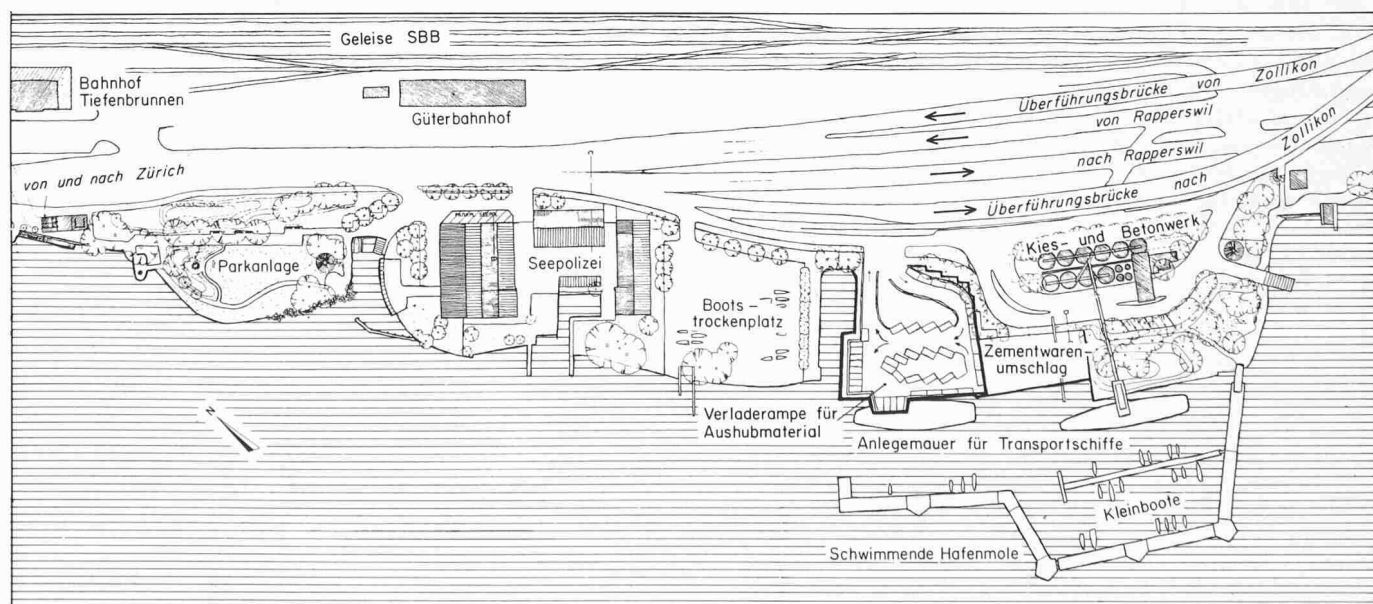 Geleise SBB
Bahnhof
Tiefenbrunnen
Güterbahnhof
Überführungsbrücke von Zollikon
von Rapperswil
nach Rapperswil
Überführungsbrücke nach Zollikon
von und nach Zürich
Parkanlage
Seepolizei
Kies- und Betonwerk
Boots-
trockenplatz
Zementwaren-
umschlag
Verladerampe für
Aushubmaterial
Anlegemauer für Transportschiffe
N
Kleinboote
Schwimmende Hafenmole